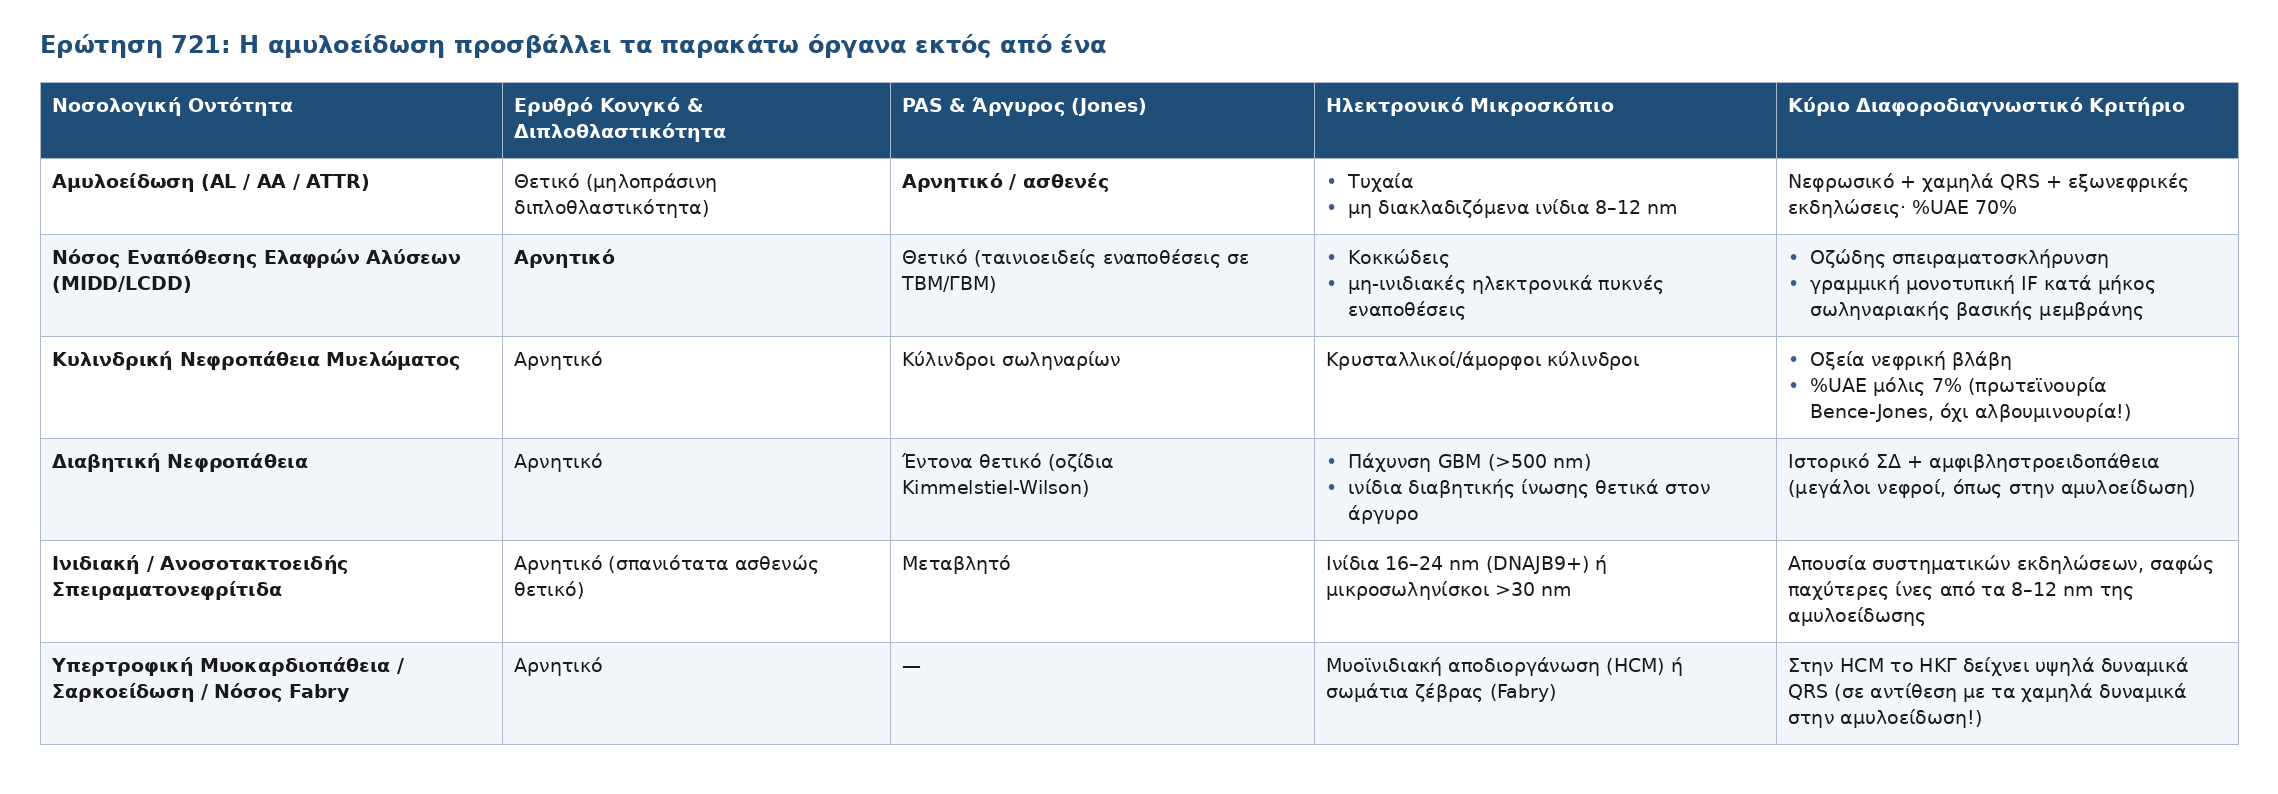 Ερώτηση 721: Η αμυλοείδωση προσβάλλει τα παρακάτω όργανα εκτός από ένα
Νοσολογική Οντότητα
Ερυθρό Κονγκό &
Διπλοθλαστικότητα
PAS & Άργυρος (Jones)
Ηλεκτρονικό Μικροσκόπιο
Κύριο Διαφοροδιαγνωστικό Κριτήριο
Αμυλοείδωση (AL / AA / ATTR)
Θετικό (μηλοπράσινη
διπλοθλαστικότητα)
Αρνητικό / ασθενές
• Τυχαία
• μη διακλαδιζόμενα ινίδια 8–12 nm
Νεφρωσικό + χαμηλά QRS + εξωνεφρικές
εκδηλώσεις· %UAE 70%
Νόσος Εναπόθεσης Ελαφρών Αλύσεων
(MIDD/LCDD)
Αρνητικό
Θετικό (ταινιοειδείς εναποθέσεις σε
TBM/ΓΒΜ)
• Κοκκώδεις
• μη-ινιδιακές ηλεκτρονικά πυκνές
εναποθέσεις
• Οζώδης σπειραματοσκλήρυνση
• γραμμική μονοτυπική IF κατά μήκος
σωληναριακής βασικής μεμβράνης
Κυλινδρική Νεφροπάθεια Μυελώματος
Αρνητικό
Κύλινδροι σωληναρίων
Κρυσταλλικοί/άμορφοι κύλινδροι
• Οξεία νεφρική βλάβη
• %UAE μόλις 7% (πρωτεϊνουρία
Bence-Jones, όχι αλβουμινουρία!)
Διαβητική Νεφροπάθεια
Αρνητικό
Έντονα θετικό (οζίδια
Kimmelstiel-Wilson)
• Πάχυνση GBM (>500 nm)
• ινίδια διαβητικής ίνωσης θετικά στον
άργυρο
Ιστορικό ΣΔ + αμφιβληστροειδοπάθεια
(μεγάλοι νεφροί, όπως στην αμυλοείδωση)
Ινιδιακή / Ανοσοτακτοειδής
Σπειραματονεφρίτιδα
Αρνητικό (σπανιότατα ασθενώς
θετικό)
Μεταβλητό
Ινίδια 16–24 nm (DNAJB9+) ή
μικροσωληνίσκοι >30 nm
Απουσία συστηματικών εκδηλώσεων, σαφώς
παχύτερες ίνες από τα 8–12 nm της
αμυλοείδωσης
Υπερτροφική Μυοκαρδιοπάθεια /
Σαρκοείδωση / Νόσος Fabry
Αρνητικό
—
Μυοϊνιδιακή αποδιοργάνωση (HCM) ή
σωμάτια ζέβρας (Fabry)
Στην HCM το ΗΚΓ δείχνει υψηλά δυναμικά
QRS (σε αντίθεση με τα χαμηλά δυναμικά
στην αμυλοείδωση!)